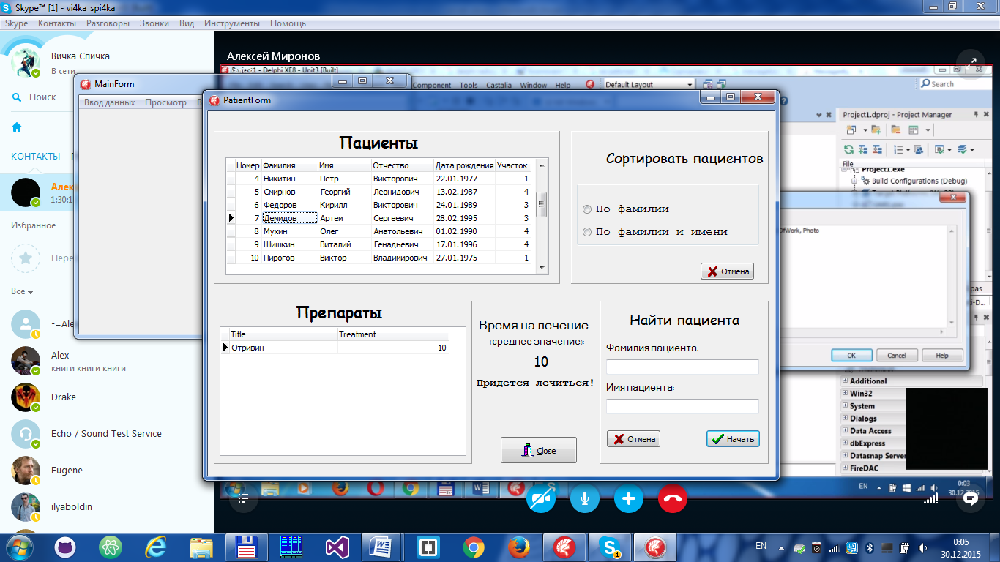 Skype™ [1] - vi4ka_spi4ka
Skype Контакты Разговоры Звонки Вид Инструменты Помощь
Вичка Спичка
В сети
Поиск
КОНТАКТЫ
1:30:1
Избранное
Все
Alex
книги книги книги
Drake
Echo / Sound Test Service
Eugene
ilyaboldin
Алексей Миронов
Project1 - Delphi XE8 - Unit3 [Built]
Component Tools Castalia Window Help
Default Layout
Search
MainForm
Ввод данных Просмотр
PatientForm
Пациенты
Номер Фамилия Имя Отчество Дата рождения Участок
4 Никитин Петр Викторович 22.01.1977 1
5 Смирнов Георгий Леонидович 13.02.1987 4
6 Федоров Кирилл Викторович 24.01.1989 3
7 Демидов Артем Сергеевич 28.02.1995 3
8 Мухин Олег Анатольевич 01.02.1990 4
9 Шишкин Виталий Генадьевич 17.01.1996 4
10 Пирогов Виктор Владимирович 27.01.1975 1
Сортировать пациентов
По фамилии
По фамилии и имени
Отмена
Препараты
Title Treatment
Отривин 10
Время на лечение
(среднее значение):
10
Придется лечиться!
Close
Найти пациента
Фамилия пациента:
Имя пациента:
Отмена
Начать
Project1.dproj - Project Manager
File
Project1.exe
Build Configurations (Debug)
OfWork, Photo
OK
Cancel
Help
Additional
Win32
System
Dialogs
Data Access
dbExpress
Datasnap Server
FireDAC
EN
0:03
30.12.2015
EN
0:05
30.12.2015